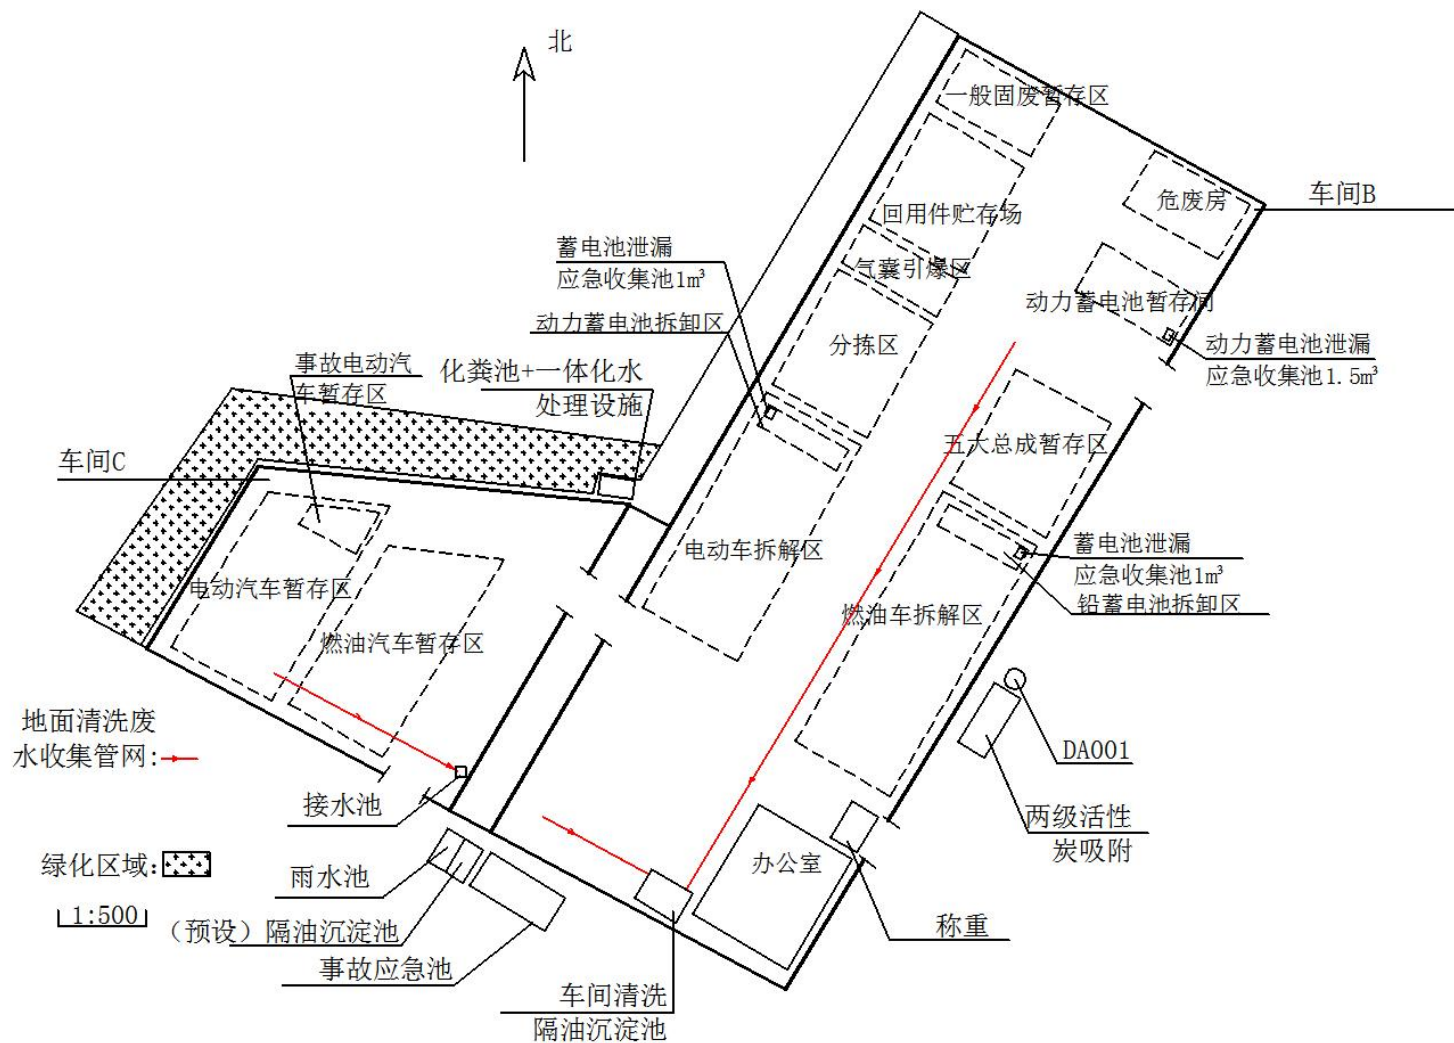 北
一般固废暂存区
危废房
车间B
回用件贮存场
蓄电池泄漏
应急收集池1m³
气囊引爆区
动力蓄电池暂存间
动力蓄电池拆卸区
分拣区
动力蓄电池泄漏
应急收集池1.5m³
事故电动汽
车暂存区
化粪池+一体化水
处理设施
五大总成暂存区
车间C
电动车拆解区
蓄电池泄漏
应急收集池1m³
铅蓄电池拆卸区
电动汽车暂存区
燃油车拆解区
燃油汽车暂存区
地面清洗废
水收集管网:
DA001
接水池
两级活性
炭吸附
绿化区域:
雨水池
办公室
1:500
（预设）隔油沉淀池
称重
事故应急池
车间清洗
隔油沉淀池